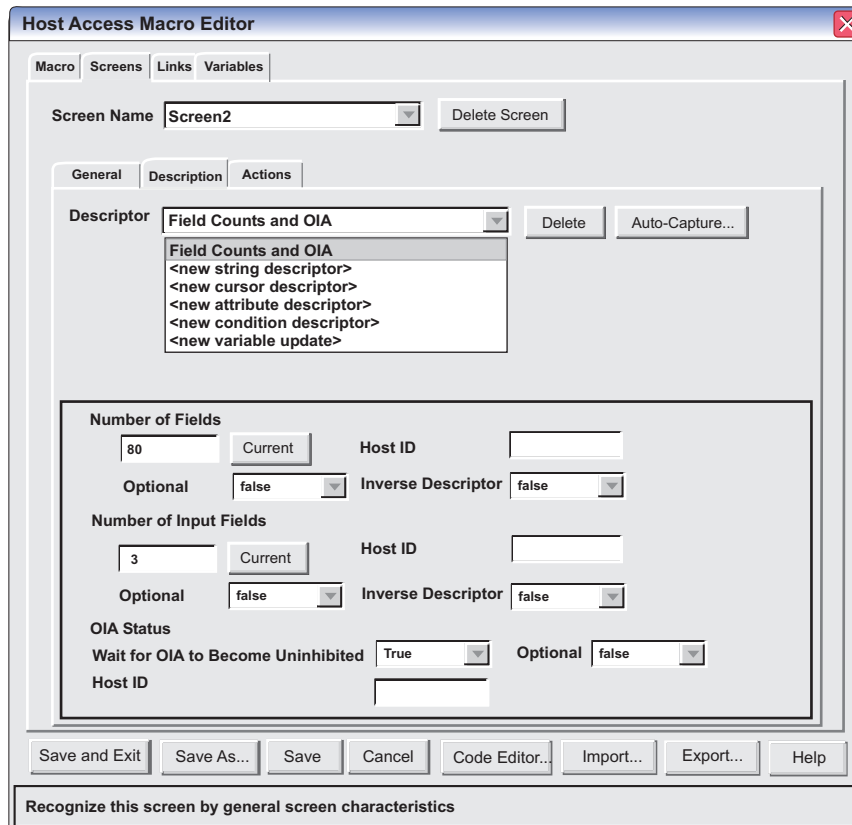 Host Access Macro Editor
Macro Screens Links Variables
Screen Name Screen2 Delete Screen
General Description Actions
Descriptor Field Counts and OIA Delete Auto-Capture...
Field Counts and OIA
<new string descriptor>
<new cursor descriptor>
<new attribute descriptor>
<new condition descriptor>
<new variable update>
Number of Fields
80 Current Host ID
Optional false Inverse Descriptor false
Number of Input Fields
3 Current Host ID
Optional false Inverse Descriptor false
OIA Status
Wait for OIA to Become Uninhibited True Optional false
Host ID
Save and Exit Save As... Save Cancel Code Editor... Import... Export... Help
Recognize this screen by general screen characteristics